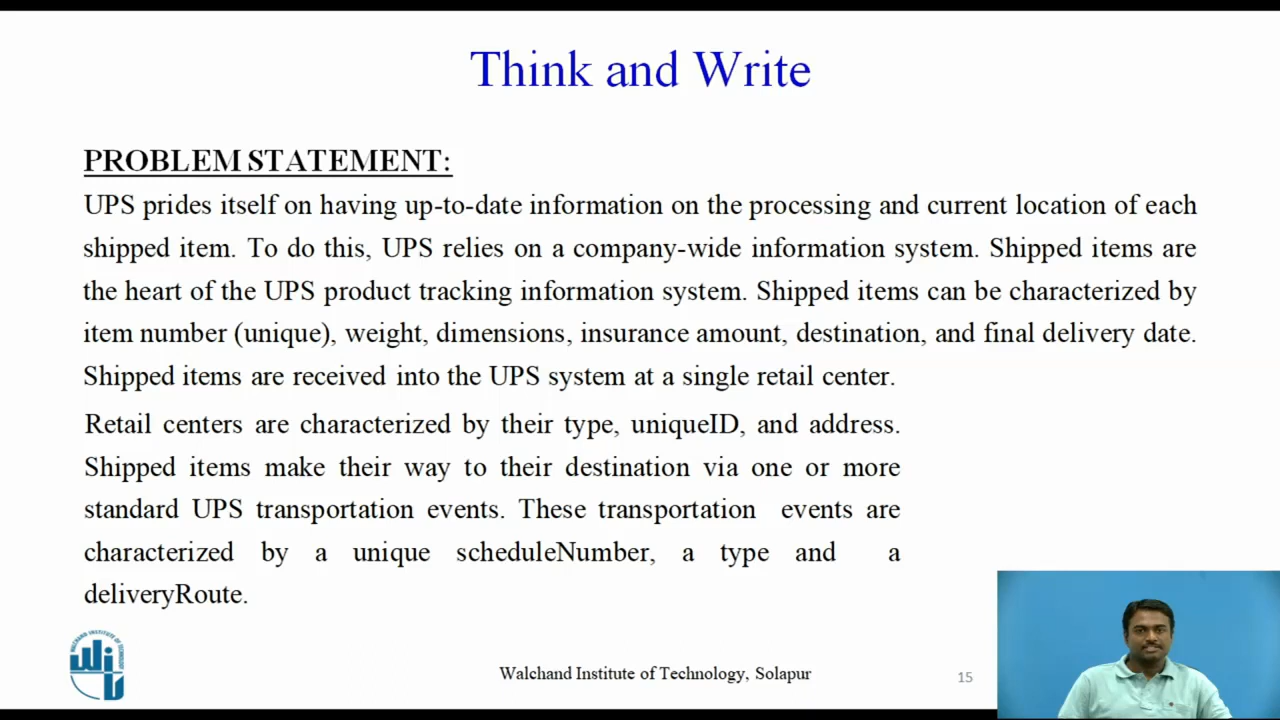 Think and Write
PROBLEM STATEMENT:
UPS prides itself on having up-to-date information on the processing and current location of each
shipped item. To do this, UPS relies on a company-wide information system. Shipped items are
the heart of the UPS product tracking information system. Shipped items can be characterized by
item number (unique), weight, dimensions, insurance amount, destination, and final delivery date.
Shipped items are received into the UPS system at a single retail center.
Retail centers are characterized by their type, uniqueID, and address.
Shipped items make their way to their destination via one or more
standard UPS transportation events. These transportation events are
characterized by a unique scheduleNumber, a type and a
deliveryRoute.
WALCHAND INSTITUTE OF TECHNOLOGY
Walchand Institute of Technology, Solapur
15